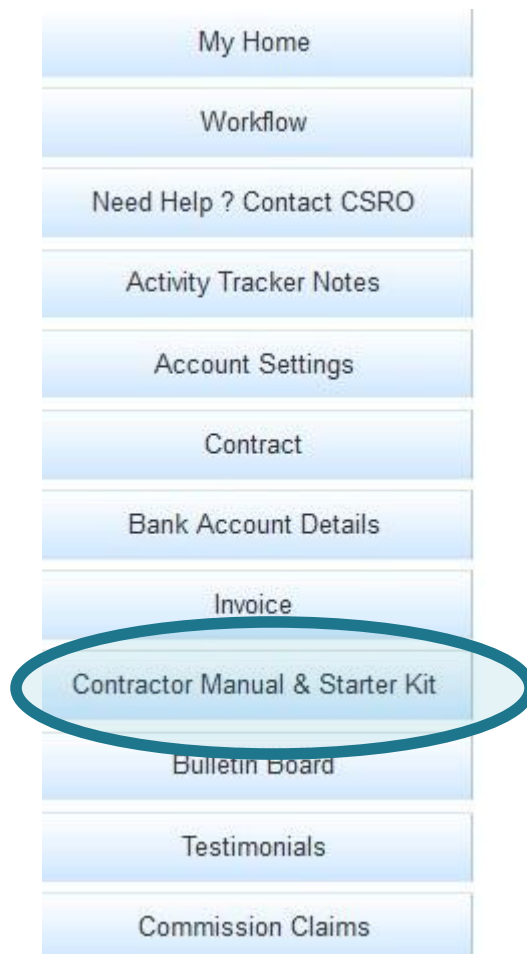 My Home
Workflow
Need Help ? Contact CSRO
Activity Tracker Notes
Account Settings
Contract
Bank Account Details
Invoice
Contractor Manual & Starter Kit
Bulletin Board
Testimonials
Commission Claims